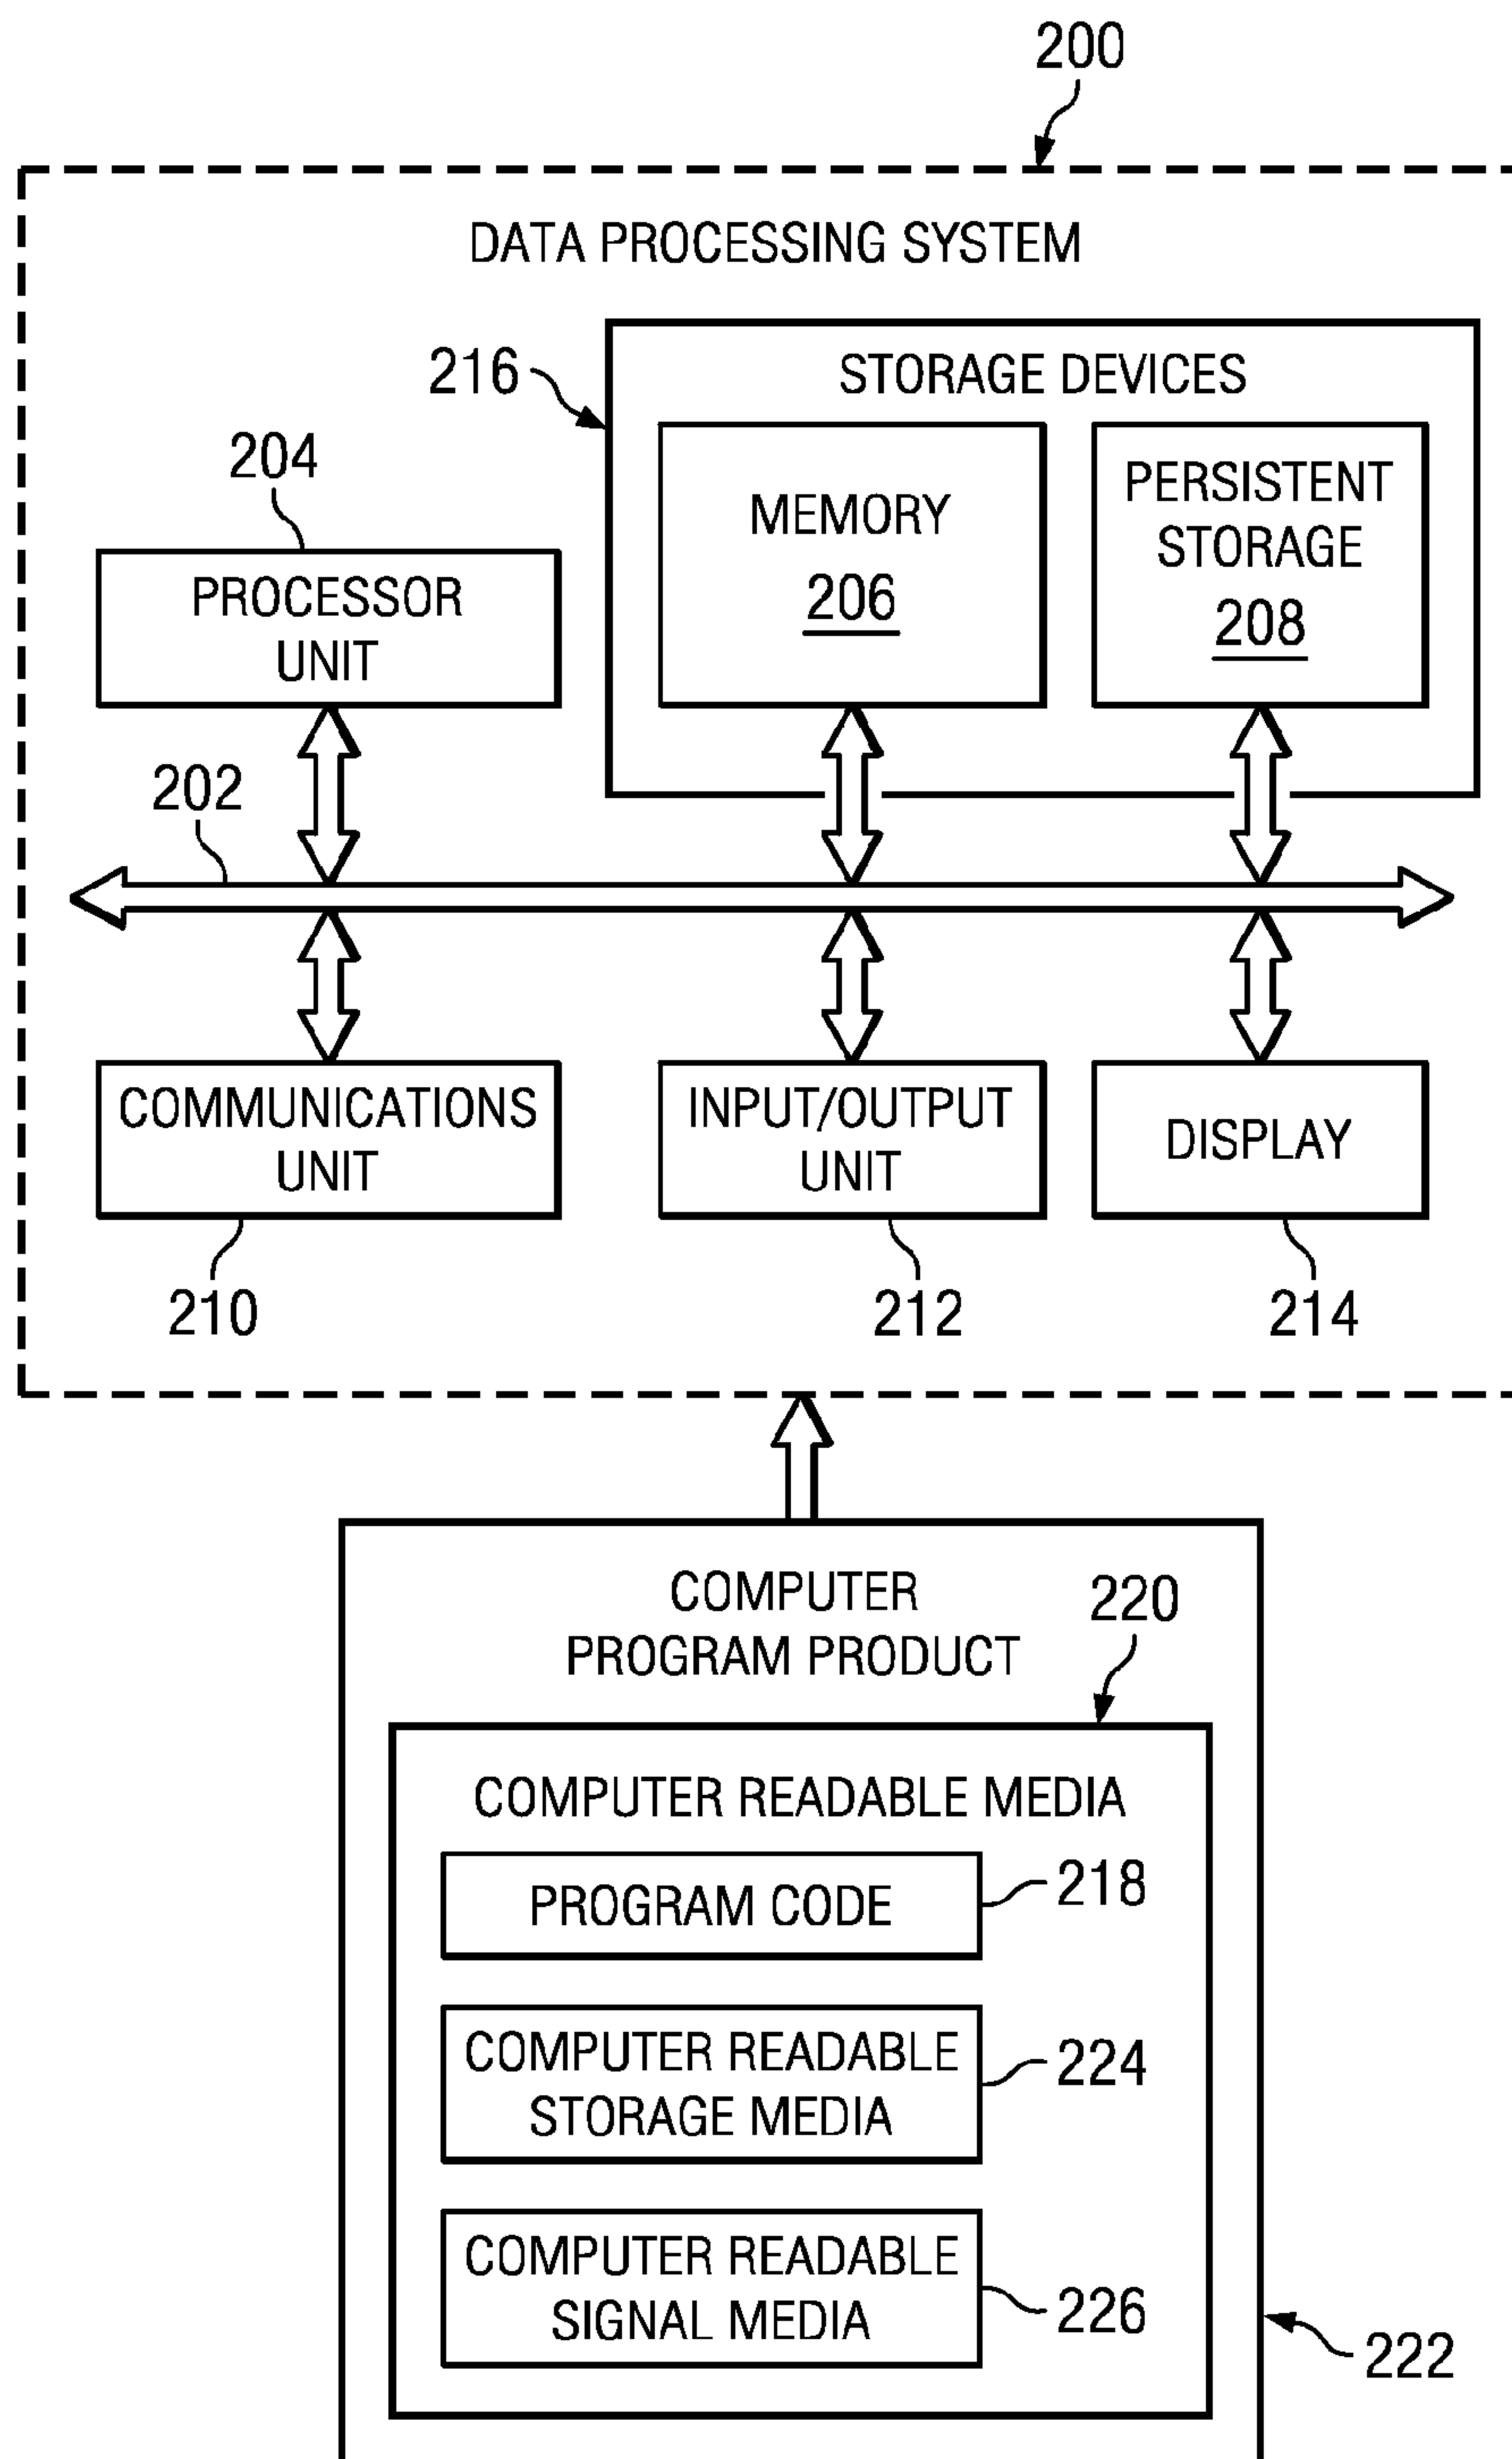 200
DATA PROCESSING SYSTEM
216
STORAGE DEVICES
204
MEMORY
206
PERSISTENT
STORAGE
208
PROCESSOR
UNIT
202
COMMUNICATIONS
UNIT
INPUT/OUTPUT
UNIT
DISPLAY
210
212
214
COMPUTER
PROGRAM PRODUCT
220
COMPUTER READABLE MEDIA
PROGRAM CODE
218
COMPUTER READABLE
STORAGE MEDIA
224
COMPUTER READABLE
SIGNAL MEDIA
226
222